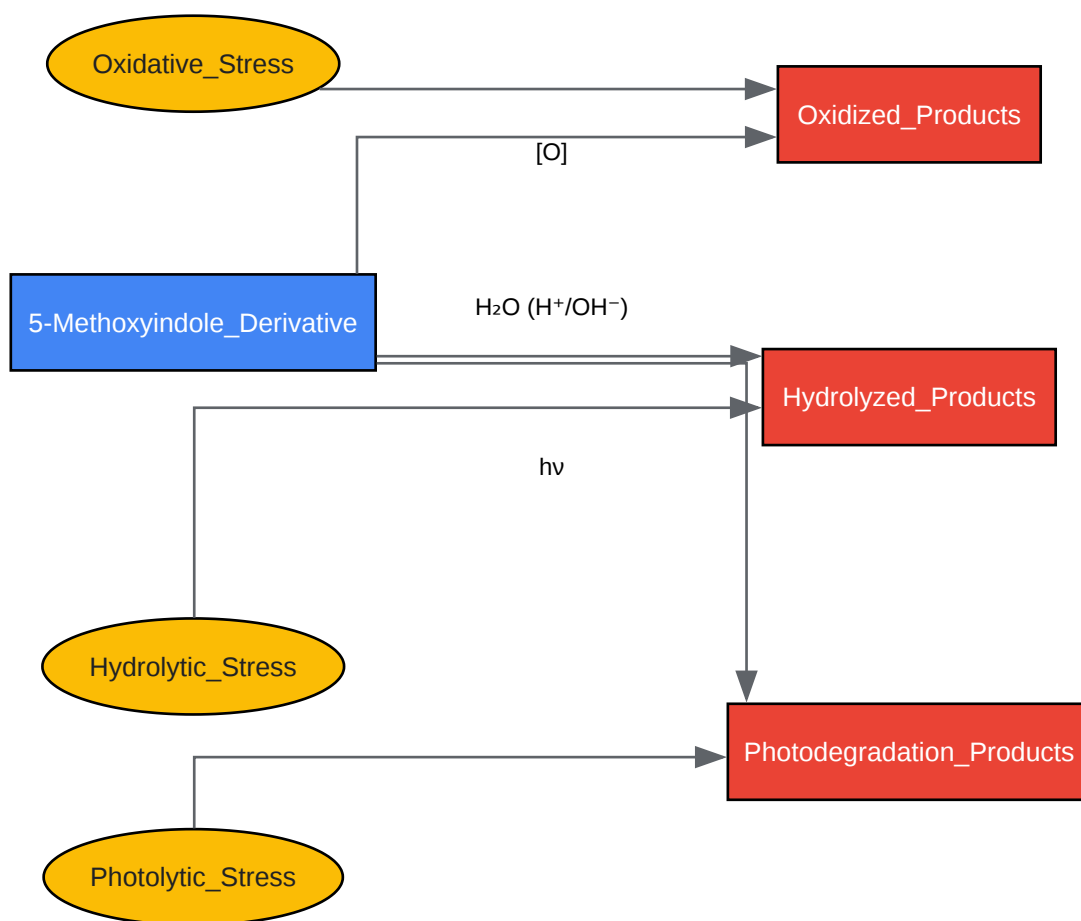 Oxidative_Stress
Oxidized_Products
[O]
5-Methoxyindole_Derivative
H₂O (H⁺/OH⁻)
Hydrolyzed_Products
hν
Hydrolytic_Stress
Photodegradation_Products
Photolytic_Stress